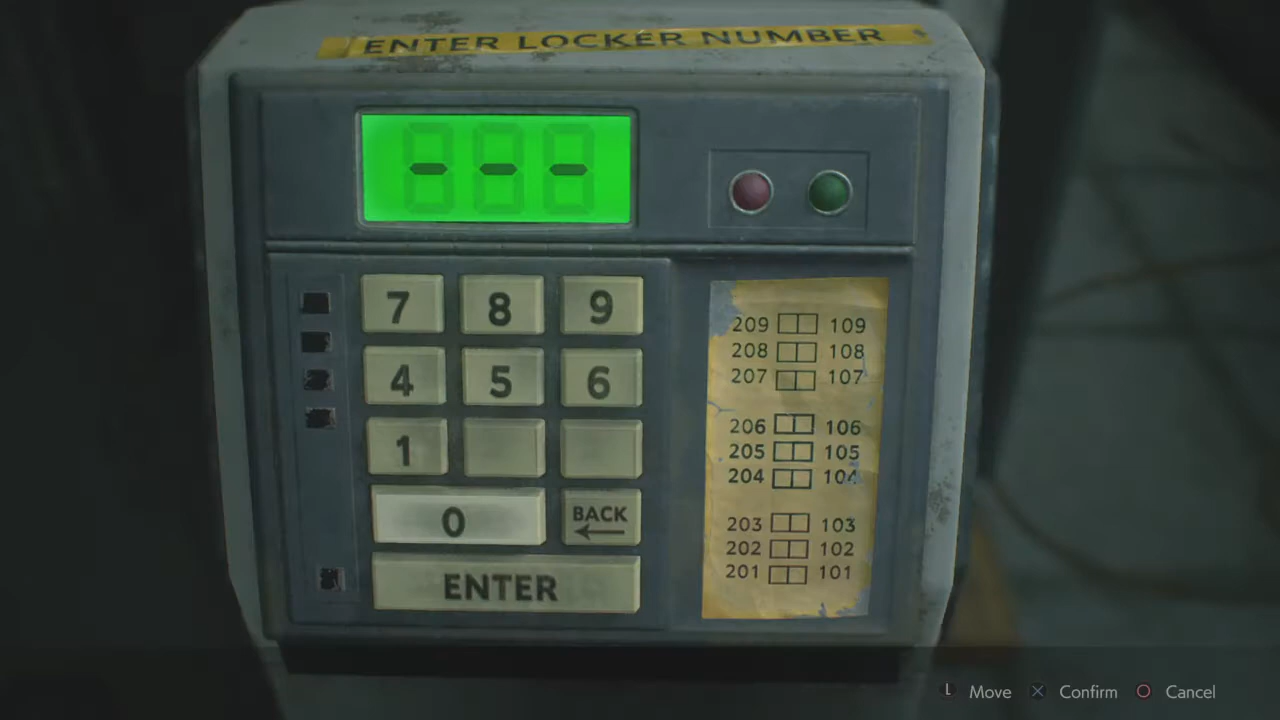 ENTER LOCKER NUMBER
- - -
7 8 9
4 5 6
1
0 BACK
ENTER
209 109
208 108
207 107
206 106
205 105
204 104
203 103
202 102
201 101
L Move Confirm Cancel